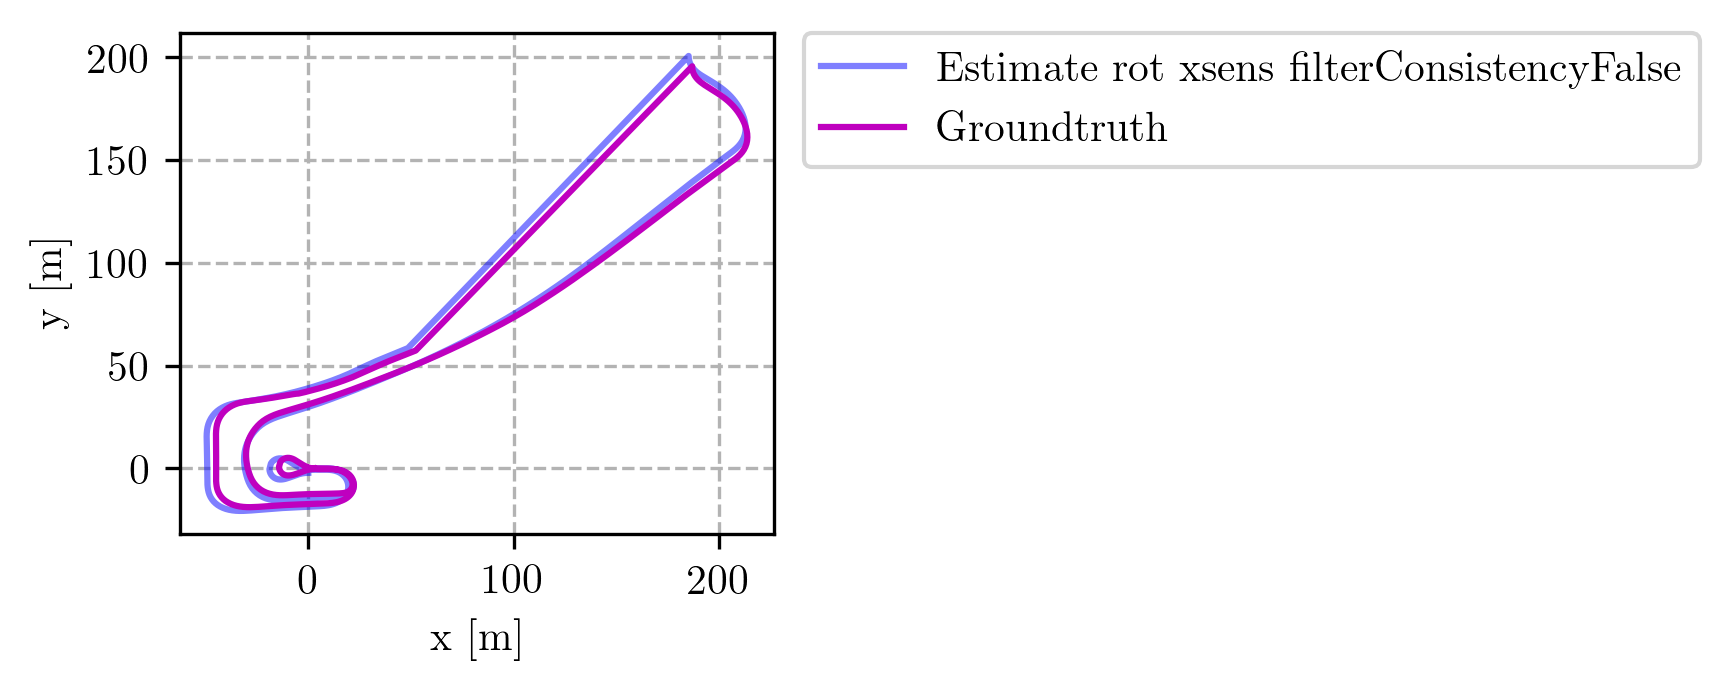 200
150
100
50
0
y [m]
0
100
200
x [m]
Estimate rot xsens filterConsistencyFalse
Groundtruth